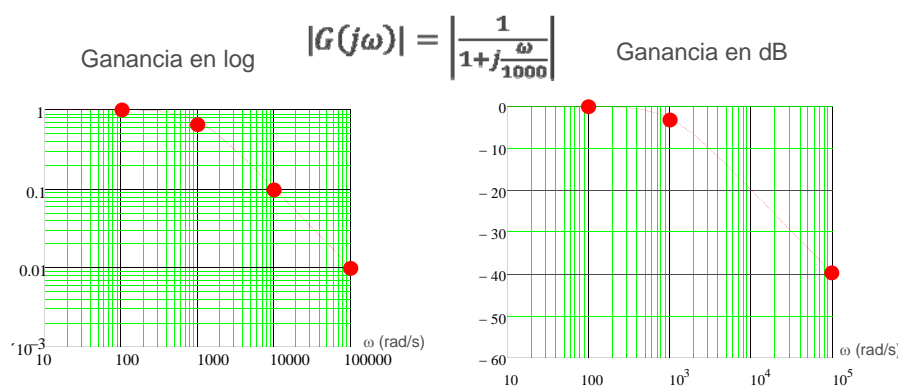 Ganancia en log
|G(jω)| = |1 / (1+j ω/1000)|
Ganancia en dB
1
0.1
0.01
10⁻³
10 100 1000 10000 100000
ω (rad/s)
0
− 10
− 20
− 30
− 40
− 50
− 60
10 100 10³ 10⁴ 10⁵
ω (rad/s)